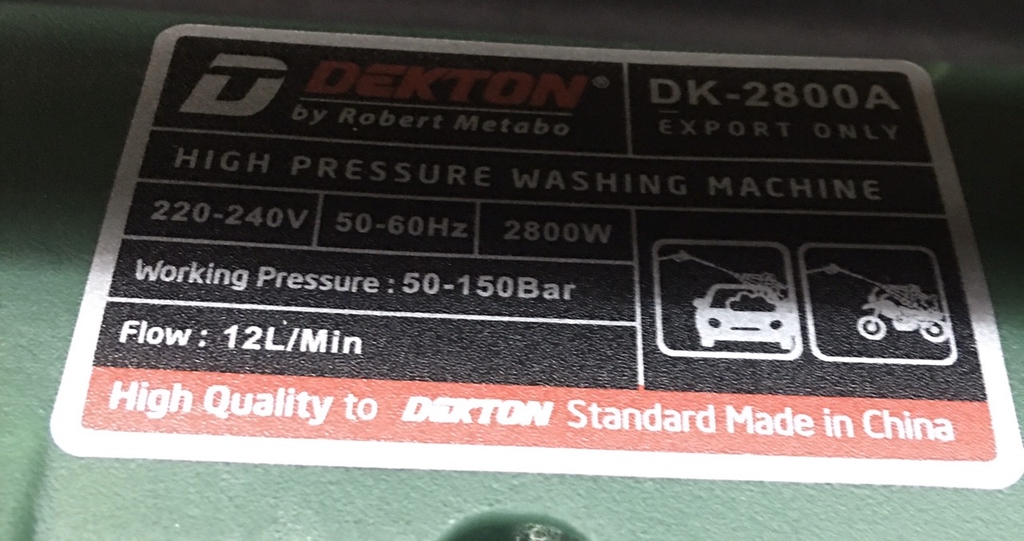 DEKTON®
by Robert Metabo
DK-2800A
EXPORT ONLY
HIGH PRESSURE WASHING MACHINE
220-240V 50-60Hz 2800W
Working Pressure : 50-150Bar
Flow : 12L/Min
High Quality to DEKTON Standard Made in China